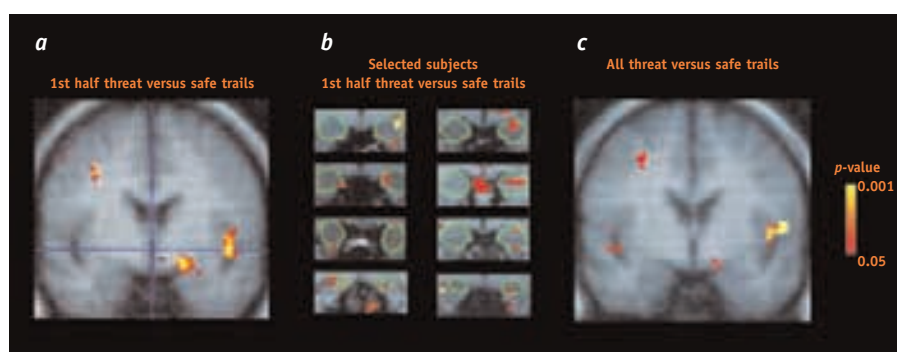 a
1st half threat versus safe trails
b
Selected subjects
1st half threat versus safe trails
c
All threat versus safe trails
p-value
0.001
0.05